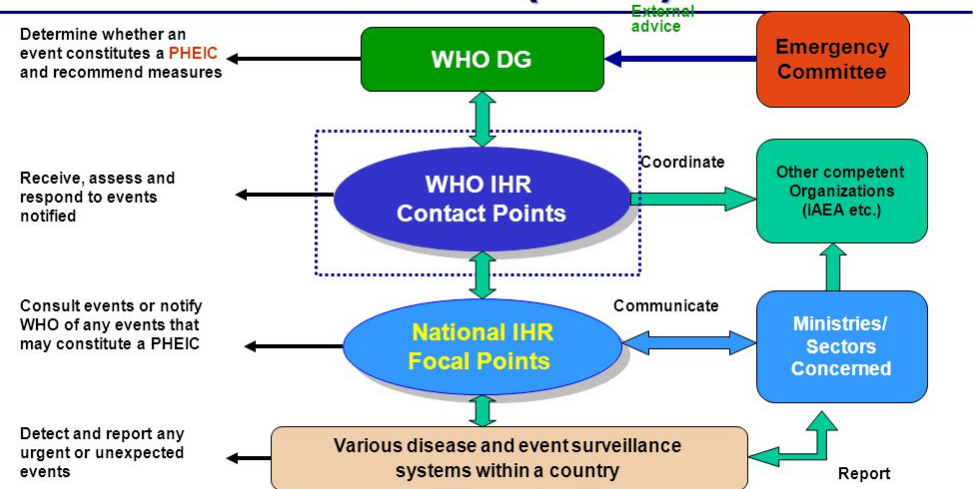 External
advice
Determine whether an
event constitutes a PHEIC
and recommend measures
WHO DG
Emergency
Committee
Receive, assess and
respond to events
notified
WHO IHR
Contact Points
Coordinate
Other competent
Organizations
(IAEA etc.)
Consult events or notify
WHO of any events that
may constitute a PHEIC
National IHR
Focal Points
Communicate
Ministries/
Sectors
Concerned
Detect and report any
urgent or unexpected
events
Various disease and event surveillance
systems within a country
Report